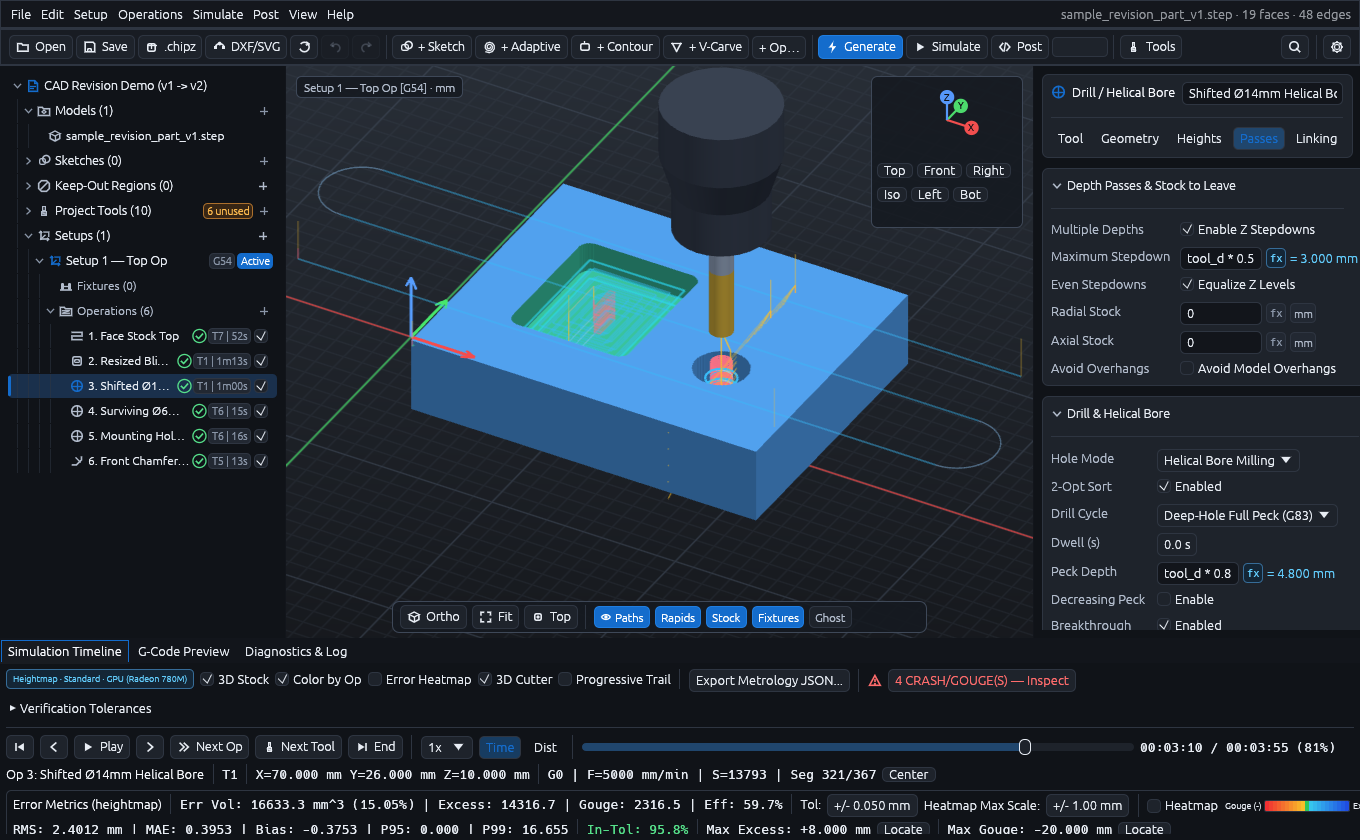 File Edit Setup Operations Simulate Post View Help
sample_revision_part_v1.step · 19 faces · 48 edges
Open Save .chipz DXF/SVG + Sketch + Adaptive + Contour + V-Carve + Op… Generate Simulate Post Tools
CAD Revision Demo (v1 -> v2)
Models (1) +
sample_revision_part_v1.step
Sketches (0) +
Keep-Out Regions (0) +
Project Tools (10) 6 unused +
Setups (1) +
Setup 1 — Top Op G54 Active
Fixtures (0)
Operations (6) +
1. Face Stock Top T7 | 52s
2. Resized Bli… T1 | 1m13s
3. Shifted Ø1… T1 | 1m00s
4. Surviving Ø6… T6 | 15s
5. Mounting Hol… T6 | 16s
6. Front Chamfer… T5 | 13s
Setup 1 — Top Op [G54] · mm
Z
Y
X
Top Front Right
Iso Left Bot
Ortho Fit Top Paths Rapids Stock Fixtures Ghost
Drill / Helical Bore Shifted Ø14mm Helical Bo
Tool Geometry Heights Passes Linking
Depth Passes & Stock to Leave
Multiple Depths Enable Z Stepdowns
Maximum Stepdown tool_d * 0.5 fx = 3.000 mm
Even Stepdowns Equalize Z Levels
Radial Stock 0 fx mm
Axial Stock 0 fx mm
Avoid Overhangs Avoid Model Overhangs
Drill & Helical Bore
Hole Mode Helical Bore Milling
2-Opt Sort Enabled
Drill Cycle Deep-Hole Full Peck (G83)
Dwell (s) 0.0 s
Peck Depth tool_d * 0.8 fx = 4.800 mm
Decreasing Peck Enable
Breakthrough Enabled
Simulation Timeline G-Code Preview Diagnostics & Log
Heightmap · Standard · GPU (Radeon 780M) 3D Stock Color by Op Error Heatmap 3D Cutter Progressive Trail Export Metrology JSON… 4 CRASH/GOUGE(S) — Inspect
Verification Tolerances
Play Next Op Next Tool End 1x Time Dist 00:03:10 / 00:03:55 (81%)
Op 3: Shifted Ø14mm Helical Bore T1 X=70.000 mm Y=26.000 mm Z=10.000 mm G0 | F=5000 mm/min | S=13793 | Seg 321/367 Center
Error Metrics (heightmap) Err Vol: 16633.3 mm^3 (15.05%) | Excess: 14316.7 | Gouge: 2316.5 | Eff: 59.7% Tol: +/- 0.050 mm Heatmap Max Scale: +/- 1.00 mm Heatmap Gouge (-)
RMS: 2.4012 mm | MAE: 0.3953 | Bias: -0.3753 | P95: 0.000 | P99: 16.655 In-Tol: 95.8% Max Excess: +8.000 mm Locate Max Gouge: -20.000 mm Locate